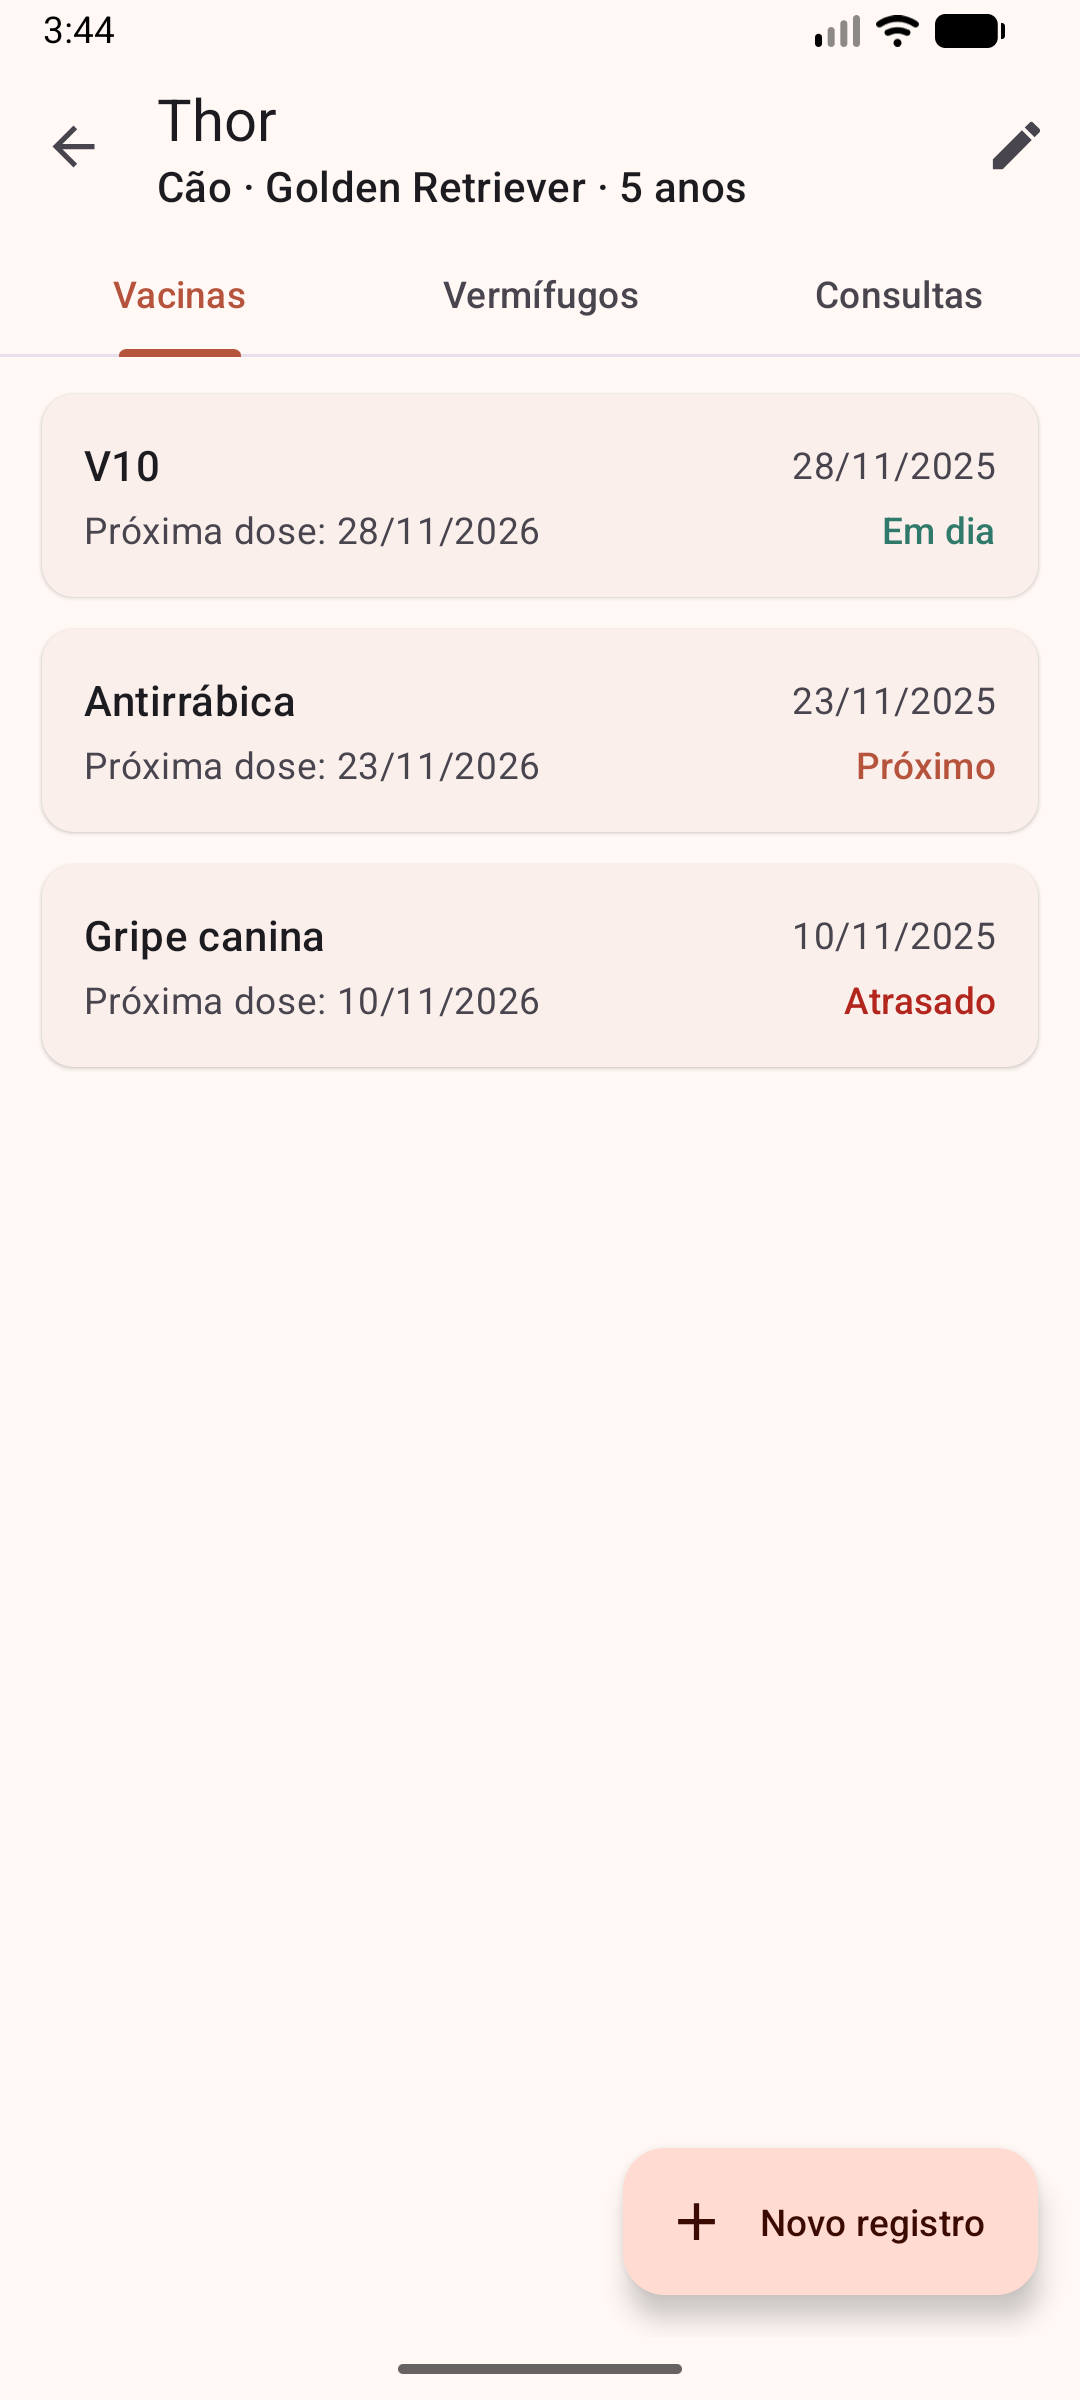 3:44
Thor
Cão · Golden Retriever · 5 anos
Vacinas Vermífugos Consultas
V10 28/11/2025
Próxima dose: 28/11/2026 Em dia
Antirrábica 23/11/2025
Próxima dose: 23/11/2026 Próximo
Gripe canina 10/11/2025
Próxima dose: 10/11/2026 Atrasado
Novo registro